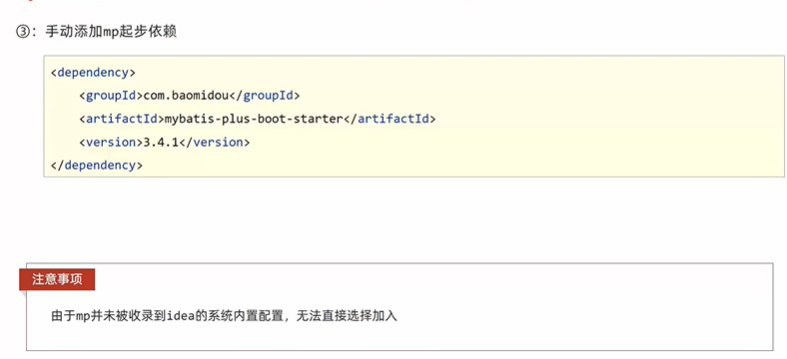 ③：手动添加mp起步依赖
<dependency>
    <groupId>com.baomidou</groupId>
    <artifactId>mybatis-plus-boot-starter</artifactId>
    <version>3.4.1</version>
</dependency>
注意事项
由于mp并未被收录到idea的系统内置配置，无法直接选择加入